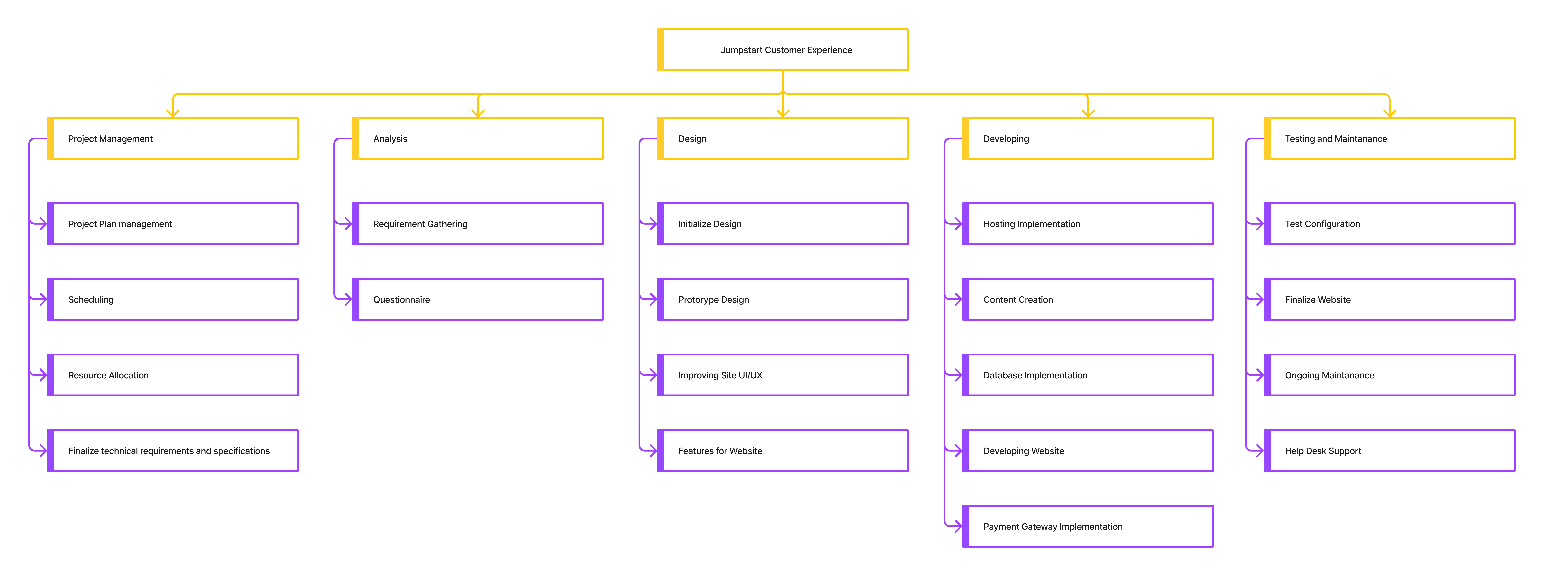 Jumpstart Customer Experience
Project Management
Analysis
Design
Developing
Testing and Maintanance
Project Plan management
Requirement Gathering
Initialize Design
Hosting Implementation
Test Configuration
Scheduling
Questionnaire
Protorype Design
Content Creation
Finalize Website
Resource Allocation
Improving Site UI/UX
Database Implementation
Ongoing Maintanance
Finalize technical requirements and specifications
Features for Website
Developing Website
Help Desk Support
Payment Gateway Implementation